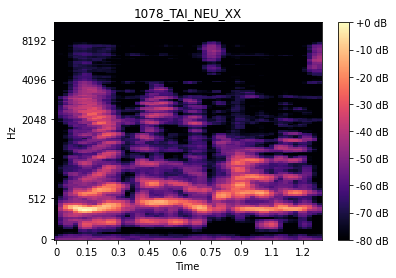 1078_TAI_NEU_XX
+0 dB
8192
-10 dB
4096
-20 dB
-30 dB
2048
Hz
-40 dB
1024
-50 dB
-60 dB
512
-70 dB
0
-80 dB
0 0.15 0.3 0.45 0.6 0.75 0.9 1.1 1.2
Time